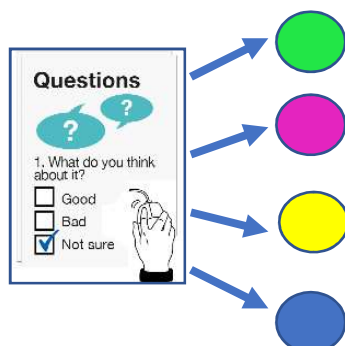 Questions
? ?
1. What do you think
about it?
Good
Bad
Not sure